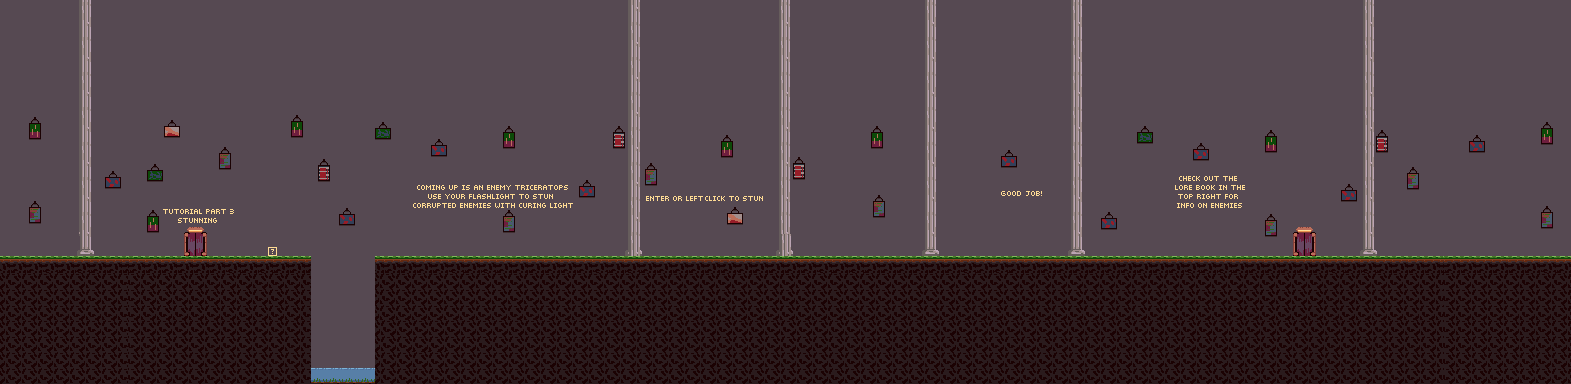 TUTORIAL PART 3
STUNNING
?
COMING UP IS AN ENEMY TRICERATOPS
USE YOUR FLASHLIGHT TO STUN
CORRUPTED ENEMIES WITH CURING LIGHT
ENTER OR LEFTCLICK TO STUN
GOOD JOB!
CHECK OUT THE
LORE BOOK IN THE
TOP RIGHT FOR
INFO ON ENEMIES